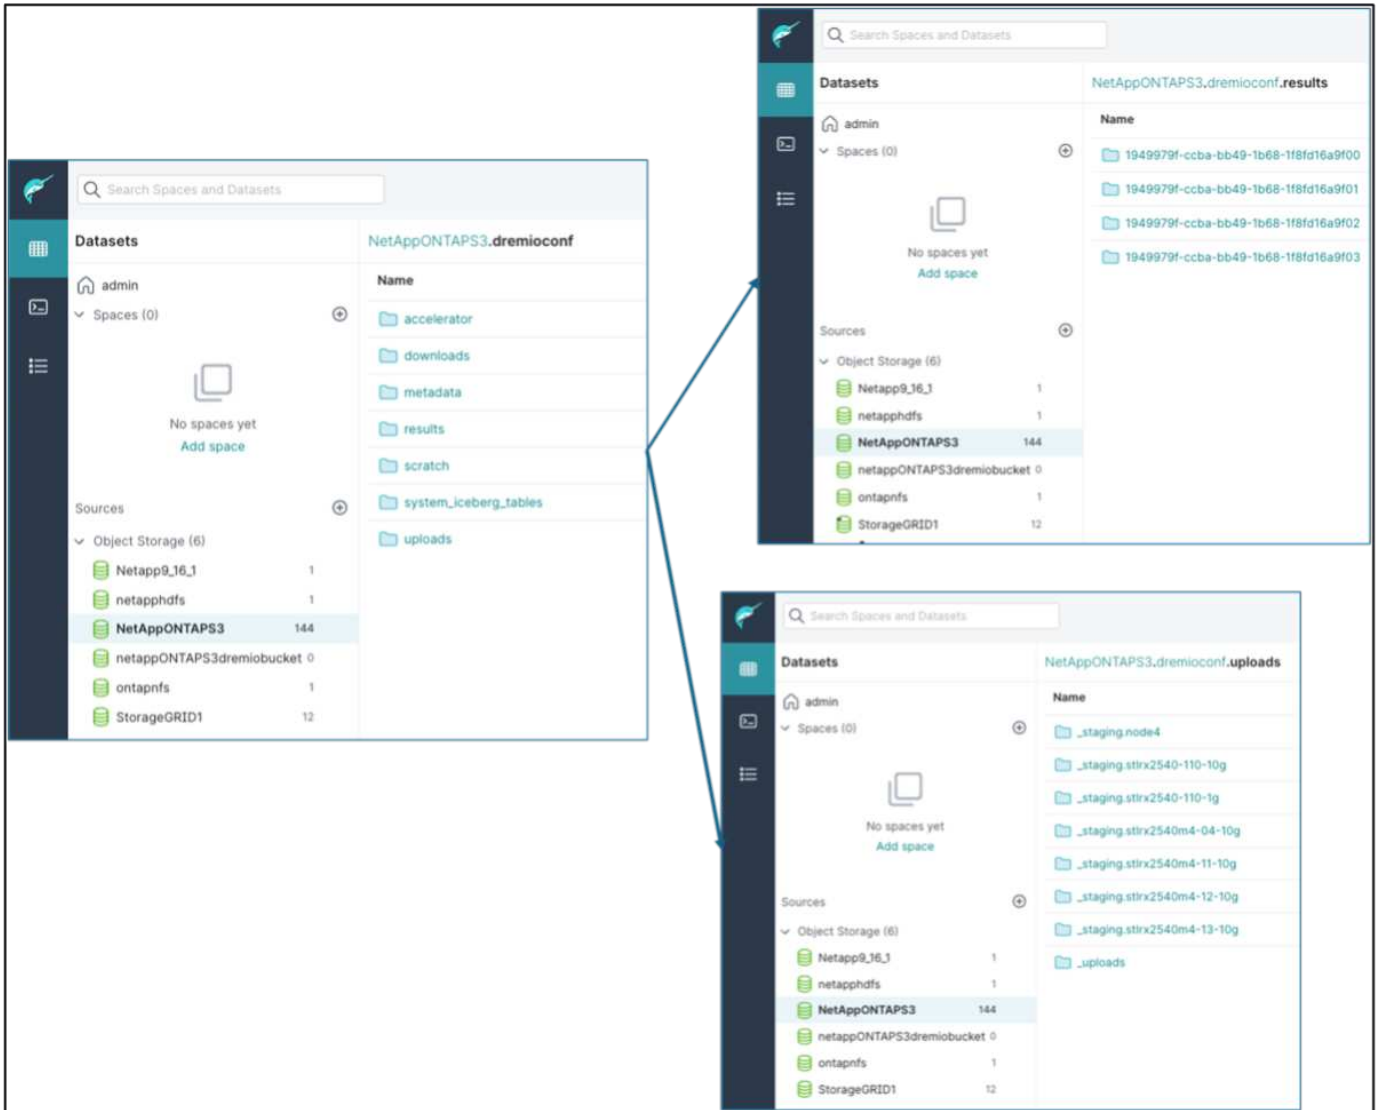 Search Spaces and Datasets
Datasets
admin
Spaces (0)
No spaces yet
Add space
Sources
Object Storage (6)
Netapp9_16_1 1
netapphdfs 1
NetAppONTAPS3 144
netappONTAPS3dremiobucket 0
ontapnfs 1
StorageGRID1 12
NetAppONTAPS3.dremioconf
Name
accelerator
downloads
metadata
results
scratch
system_iceberg_tables
uploads
Search Spaces and Datasets
Datasets
admin
Spaces (0)
No spaces yet
Add space
Sources
Object Storage (6)
Netapp9_16_1 1
netapphdfs 1
NetAppONTAPS3 144
netappONTAPS3dremiobucket 0
ontapnfs 1
StorageGRID1 12
NetAppONTAPS3.dremioconf.results
Name
1949979f-ccba-bb49-1b68-1f8fd16a9f00
1949979f-ccba-bb49-1b68-1f8fd16a9f01
1949979f-ccba-bb49-1b68-1f8fd16a9f02
1949979f-ccba-bb49-1b68-1f8fd16a9f03
Search Spaces and Datasets
Datasets
admin
Spaces (0)
No spaces yet
Add space
Sources
Object Storage (6)
Netapp9_16_1 1
netapphdfs 1
NetAppONTAPS3 144
netappONTAPS3dremiobucket 0
ontapnfs 1
StorageGRID1 12
NetAppONTAPS3.dremioconf.uploads
Name
_staging.node4
_staging.stlrx2540-110-10g
_staging.stlrx2540-110-1g
_staging.stlrx2540m4-04-10g
_staging.stlrx2540m4-11-10g
_staging.stlrx2540m4-12-10g
_staging.stlrx2540m4-13-10g
_uploads